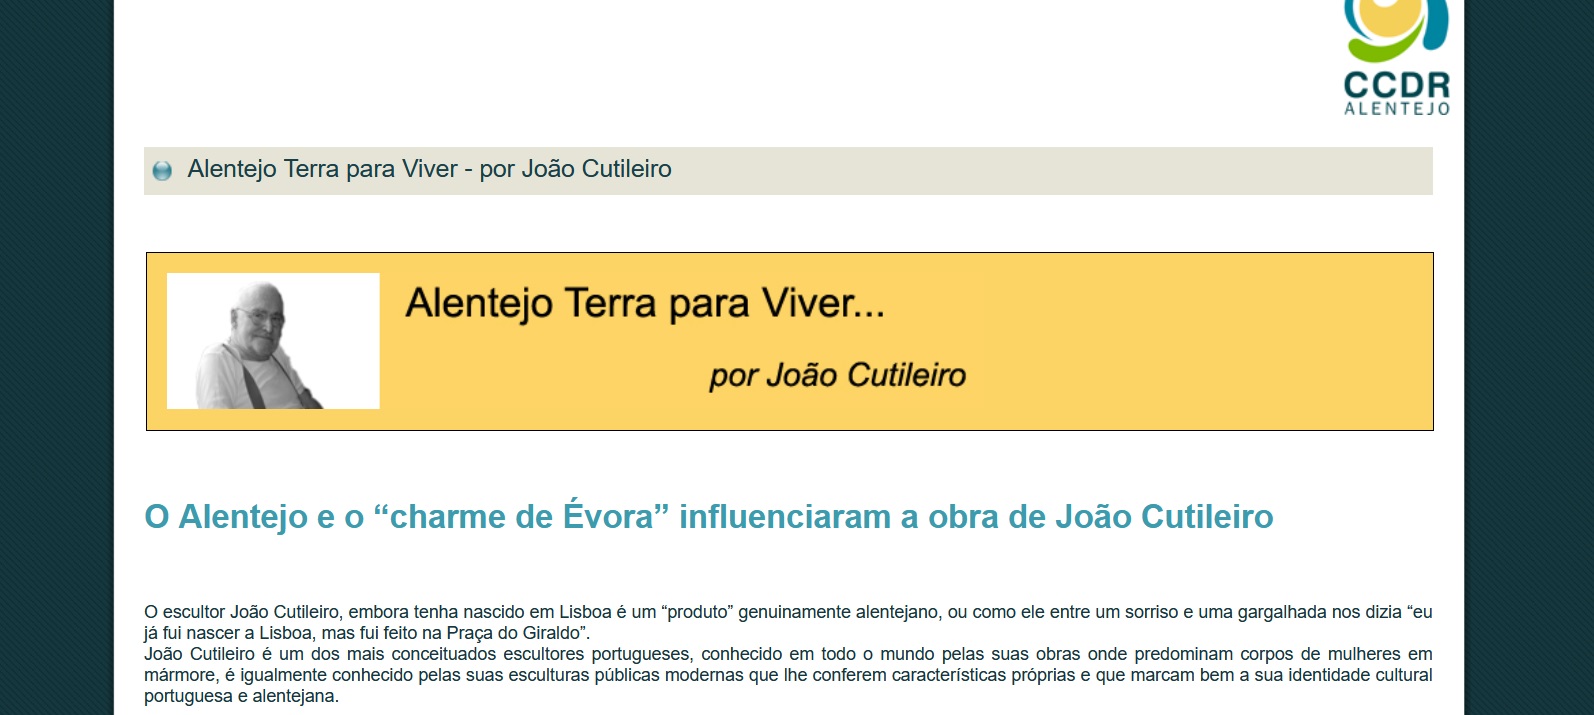 CCDR
ALENTEJO
Alentejo Terra para Viver - por João Cutileiro
Alentejo Terra para Viver...
por João Cutileiro
O Alentejo e o “charme de Évora” influenciaram a obra de João Cutileiro
O escultor João Cutileiro, embora tenha nascido em Lisboa é um “produto” genuinamente alentejano, ou como ele entre um sorriso e uma gargalhada nos dizia “eu
já fui nascer a Lisboa, mas fui feito na Praça do Giraldo”.
João Cutileiro é um dos mais conceituados escultores portugueses, conhecido em todo o mundo pelas suas obras onde predominam corpos de mulheres em
mármore, é igualmente conhecido pelas suas esculturas públicas modernas que lhe conferem características próprias e que marcam bem a sua identidade cultural
portuguesa e alentejana.